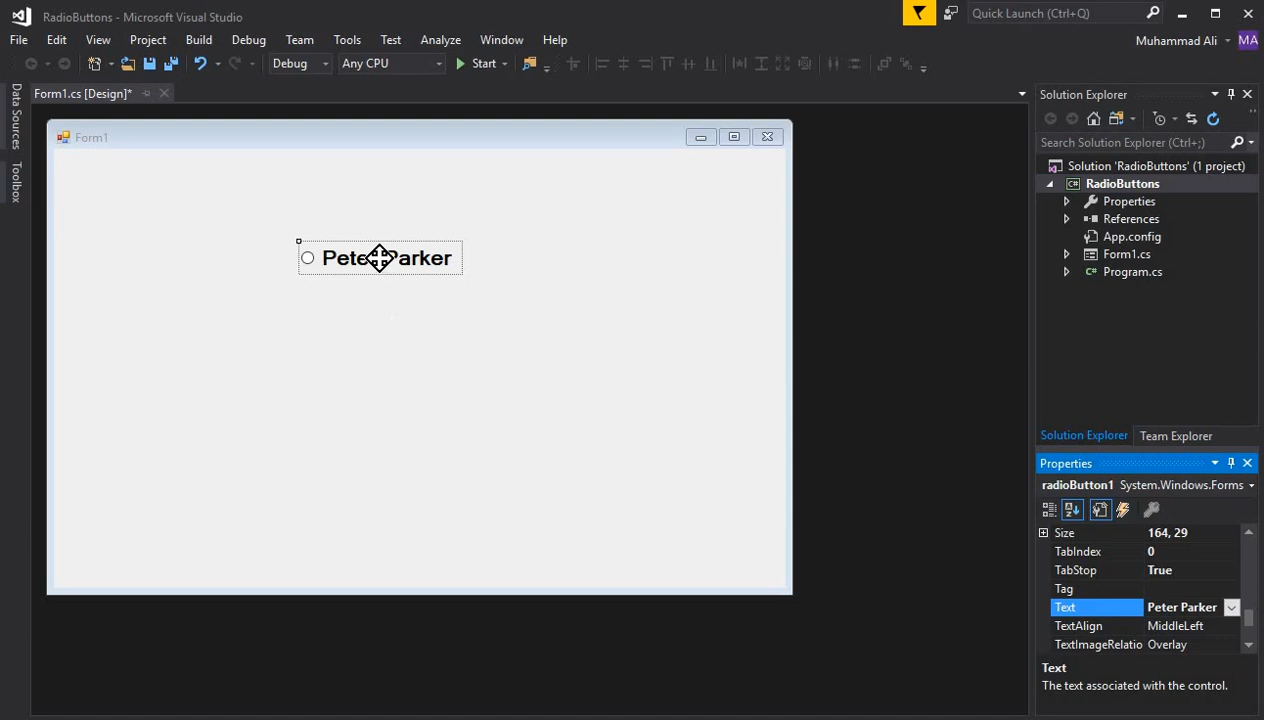 RadioButtons - Microsoft Visual Studio
Quick Launch (Ctrl+Q)
File Edit View Project Build Debug Team Tools Test Analyze Window Help
Muhammad Ali MA
Debug Any CPU Start
Form1.cs [Design]*
Data Sources
Toolbox
Form1
Peter Parker
Solution Explorer
Search Solution Explorer (Ctrl+;)
Solution 'RadioButtons' (1 project)
C# RadioButtons
Properties
References
App.config
Form1.cs
Program.cs
Solution Explorer Team Explorer
Properties
radioButton1 System.Windows.Forms
Size 164, 29
TabIndex 0
TabStop True
Tag
Text Peter Parker
TextAlign MiddleLeft
TextImageRelatio Overlay
Text
The text associated with the control.